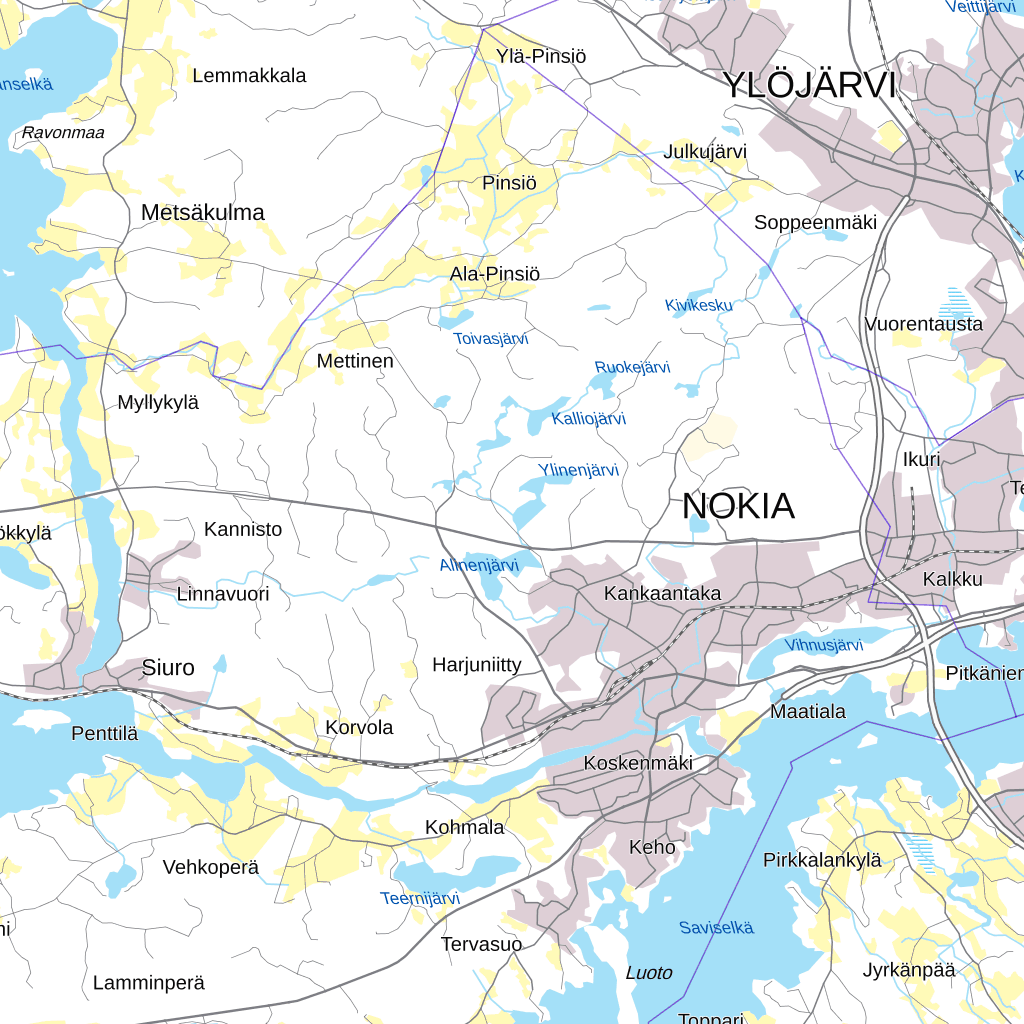 Veittijärvi
Ylä-Pinsiö
Lemmakkala
YLÖJÄRVI
Ravonmaa
Julkujärvi
Pinsiö
Metsäkulma
Soppeenmäki
Ala-Pinsiö
Kivikesku
Vuorentausta
Toivasjärvi
Mettinen
Ruokejärvi
Myllykylä
Kalliojärvi
Ikuri
Ylinenjärvi
NOKIA
Kannisto
Alinenjärvi
Kalkku
Linnavuori
Kankaantaka
Vihnusjärvi
Siuro
Harjuniitty
Maatiala
Korvola
Penttilä
Koskenmäki
Kohmala
Keho
Pirkkalankylä
Vehkoperä
Teernijärvi
Saviselkä
Tervasuo
Luoto
Jyrkänpää
Lamminperä
Toppari